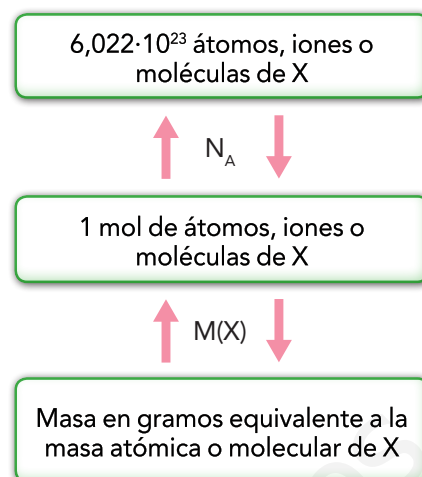 6,022·10²³ átomos, iones o
moléculas de X
N_A
1 mol de átomos, iones o
moléculas de X
M(X)
Masa en gramos equivalente a la
masa atómica o molecular de X